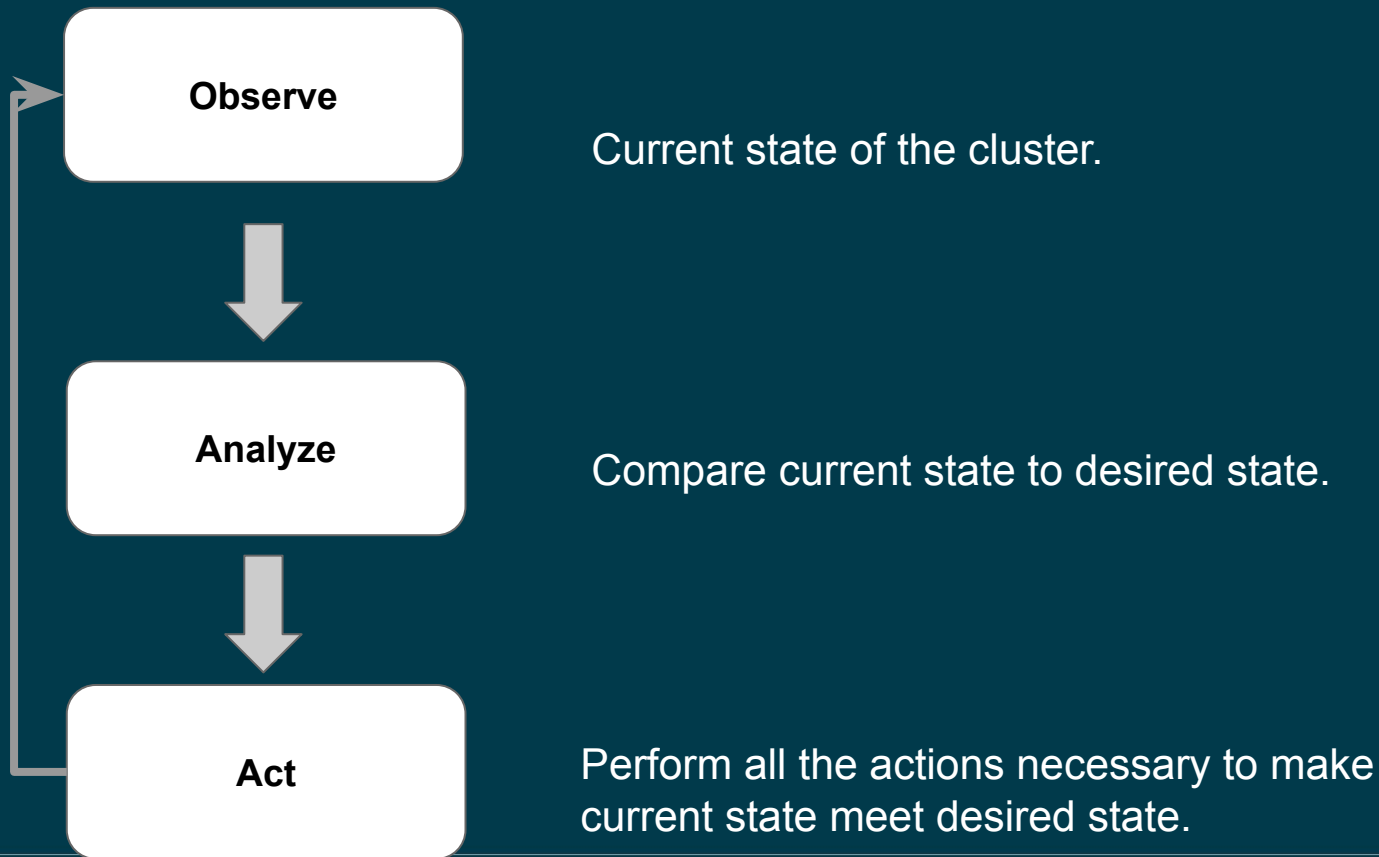 Observe
Current state of the cluster.
Analyze
Compare current state to desired state.
Act
Perform all the actions necessary to make
current state meet desired state.